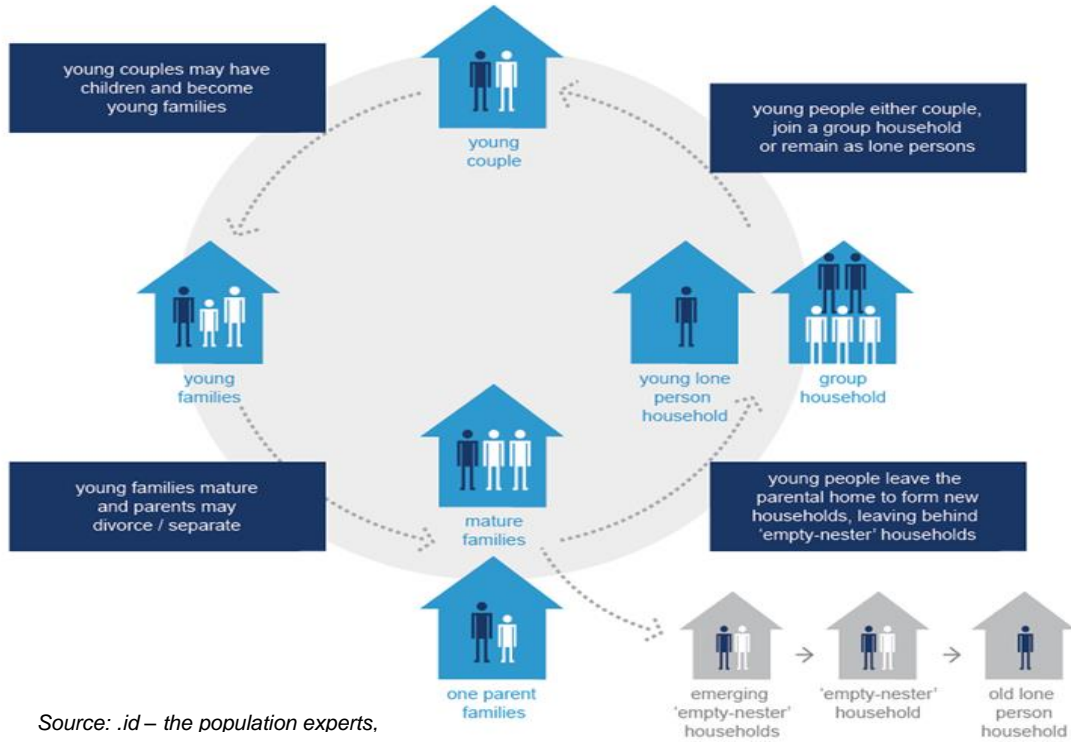 young couples may have
children and become
young families
young
couple
young people either couple,
join a group household
or remain as lone persons
young
families
young lone
person
household
group
household
young families mature
and parents may
divorce / separate
mature
families
young people leave the
parental home to form new
households, leaving behind
‘empty-nester’ households
one parent
families
emerging
‘empty-nester’
households
‘empty-nester’
household
old lone
person
household
Source: .id – the population experts,